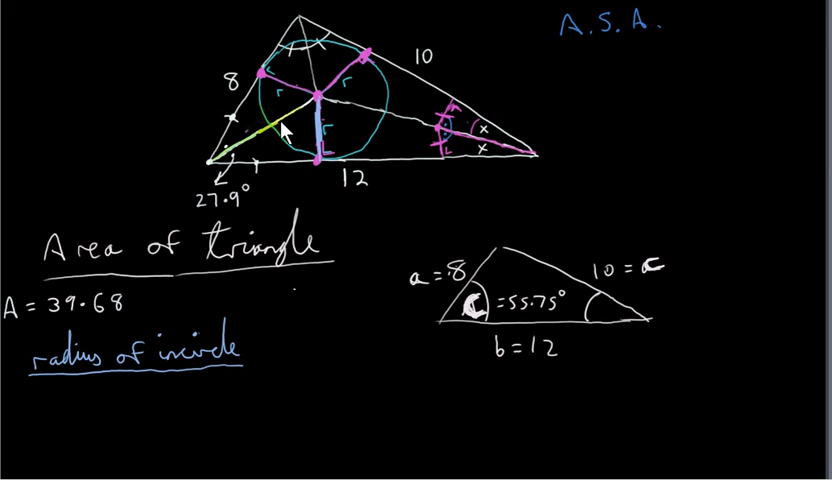 A.S.A.
10
8
r
r
r
x
x
12
27.9°
Area of triangle
A = 39.68
radius of incircle
a = 8
10 = c
C = 55.75°
b = 12